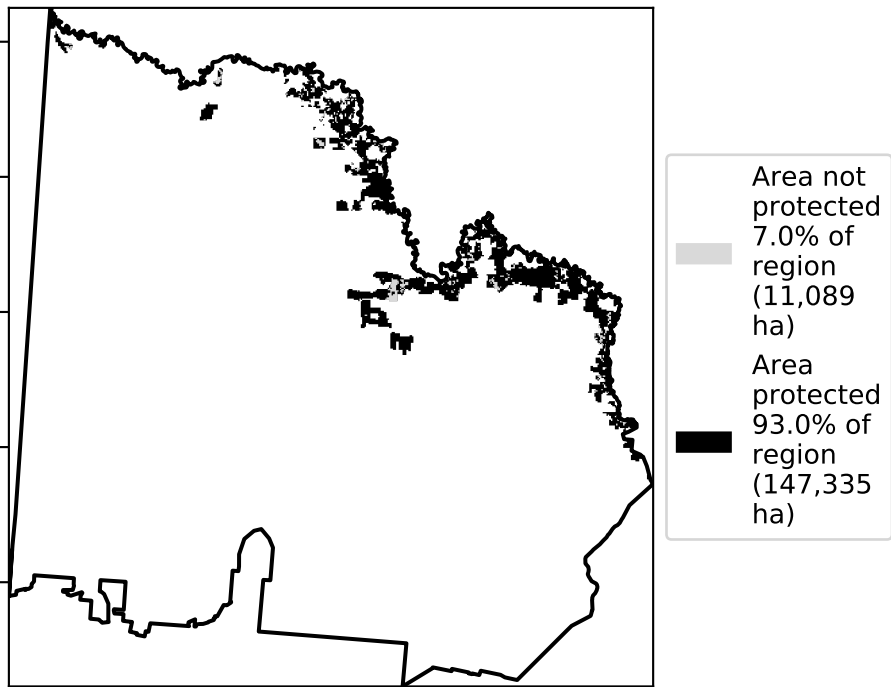 Area not
protected
7.0% of
region
(11,089
ha)
Area
protected
93.0% of
region
(147,335
ha)